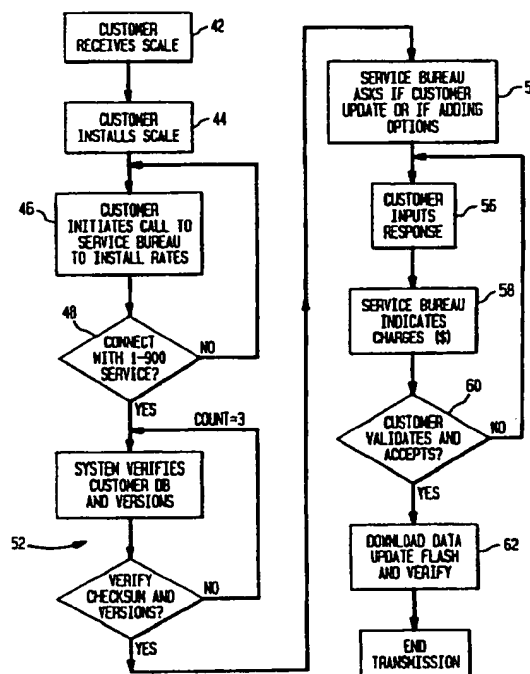 CUSTOMER
RECEIVES SCALE
42
CUSTOMER
INSTALLS SCALE
44
46
CUSTOMER
INITIATES CALL TO
SERVICE BUREAU
TO INSTALL RATES
48
CONNECT
WITH 1-900
SERVICE?
NO
YES
COUNT=3
SYSTEM VERIFIES
CUSTOMER DB
AND VERSIONS
52
VERIFY
CHECKSUM AND
VERSIONS?
NO
YES
SERVICE BUREAU
ASKS IF CUSTOMER
UPDATE OR IF ADDING
OPTIONS
5
CUSTOMER
INPUTS
RESPONSE
56
SERVICE BUREAU
INDICATES
CHARGES ($)
58
60
CUSTOMER
VALIDATES AND
ACCEPTS?
NO
YES
DOWNLOAD DATA
UPDATE FLASH
AND VERIFY
62
END
TRANSMISSION